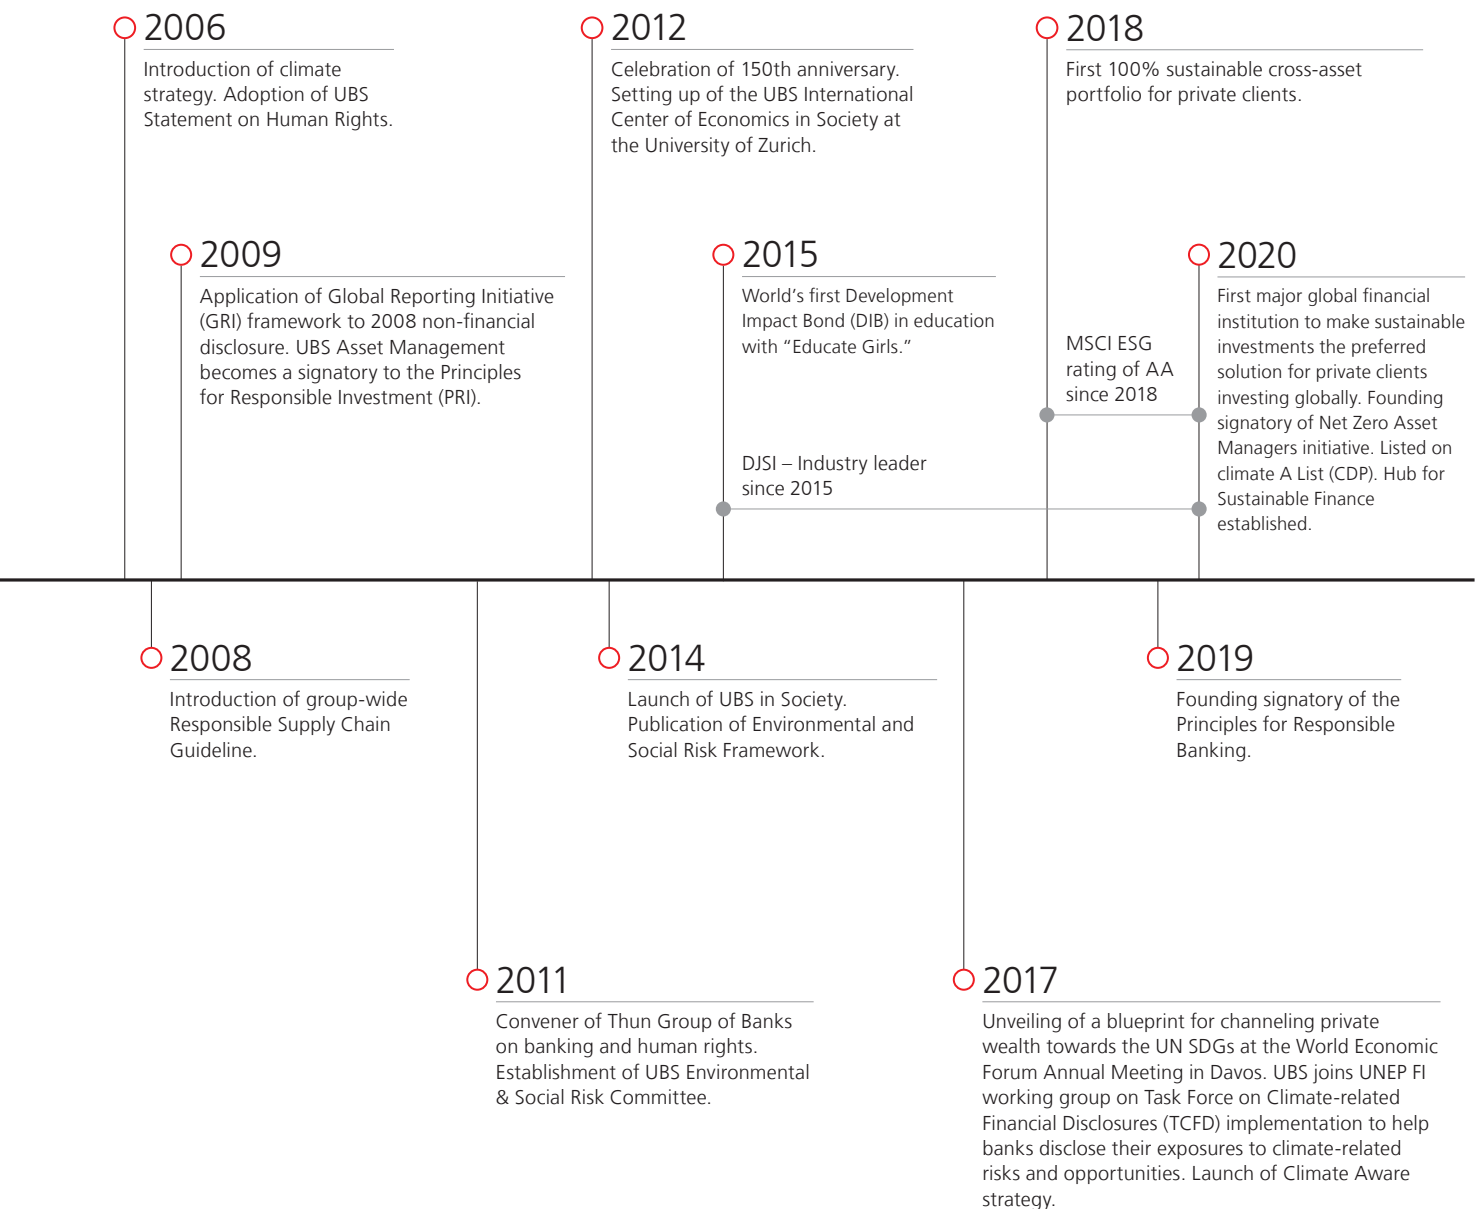 2006
Introduction of climate
strategy. Adoption of UBS
Statement on Human Rights.
2012
Celebration of 150th anniversary.
Setting up of the UBS International
Center of Economics in Society at
the University of Zurich.
2018
First 100% sustainable cross-asset
portfolio for private clients.
2009
Application of Global Reporting Initiative
(GRI) framework to 2008 non-financial
disclosure. UBS Asset Management
becomes a signatory to the Principles
for Responsible Investment (PRI).
2015
World's first Development
Impact Bond (DIB) in education
with “Educate Girls.”
DJSI – Industry leader
since 2015
MSCI ESG
rating of AA
since 2018
2020
First major global financial
institution to make sustainable
investments the preferred
solution for private clients
investing globally. Founding
signatory of Net Zero Asset
Managers initiative. Listed on
climate A List (CDP). Hub for
Sustainable Finance
established.
2008
Introduction of group-wide
Responsible Supply Chain
Guideline.
2014
Launch of UBS in Society.
Publication of Environmental and
Social Risk Framework.
2019
Founding signatory of the
Principles for Responsible
Banking.
2011
Convener of Thun Group of Banks
on banking and human rights.
Establishment of UBS Environmental
& Social Risk Committee.
2017
Unveiling of a blueprint for channeling private
wealth towards the UN SDGs at the World Economic
Forum Annual Meeting in Davos. UBS joins UNEP FI
working group on Task Force on Climate-related
Financial Disclosures (TCFD) implementation to help
banks disclose their exposures to climate-related
risks and opportunities. Launch of Climate Aware
strategy.